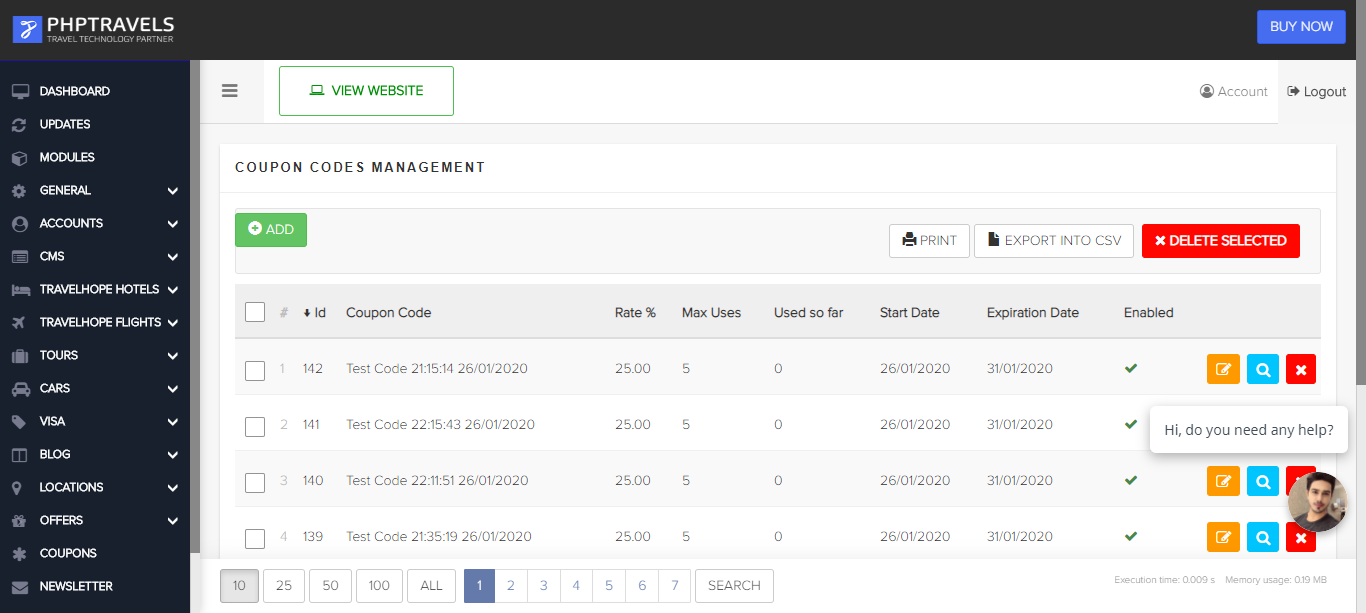 PHPTRAVELS
TRAVEL TECHNOLOGY PARTNER
BUY NOW
DASHBOARD
UPDATES
MODULES
GENERAL
ACCOUNTS
CMS
TRAVELHOPE HOTELS
TRAVELHOPE FLIGHTS
TOURS
CARS
VISA
BLOG
LOCATIONS
OFFERS
COUPONS
NEWSLETTER
VIEW WEBSITE
Account
Logout
COUPON CODES MANAGEMENT
ADD
PRINT
EXPORT INTO CSV
DELETE SELECTED
# Id Coupon Code Rate % Max Uses Used so far Start Date Expiration Date Enabled
1 142 Test Code 21:15:14 26/01/2020 25.00 5 0 26/01/2020 31/01/2020
2 141 Test Code 22:15:43 26/01/2020 25.00 5 0 26/01/2020 31/01/2020
Hi, do you need any help?
3 140 Test Code 22:11:51 26/01/2020 25.00 5 0 26/01/2020 31/01/2020
4 139 Test Code 21:35:19 26/01/2020 25.00 5 0 26/01/2020 31/01/2020
10 25 50 100 ALL 1 2 3 4 5 6 7 SEARCH
Execution time: 0.009 s Memory usage: 0.19 MB